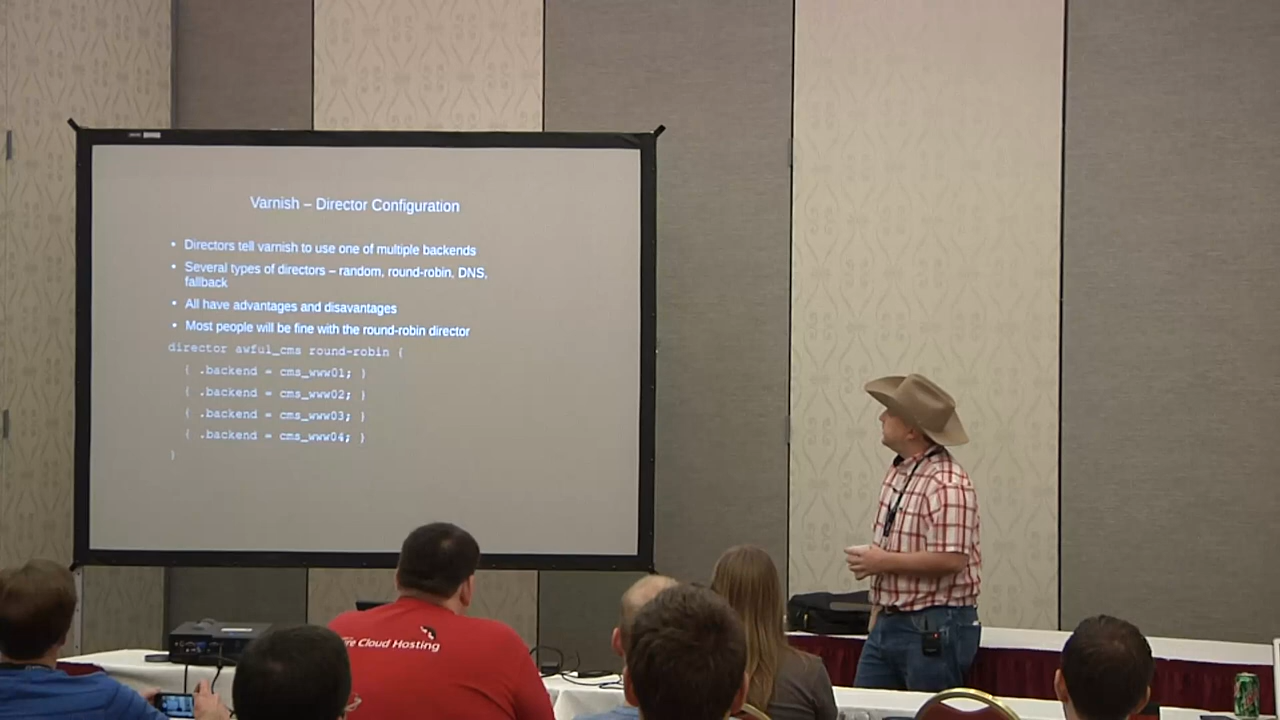 Varnish – Director Configuration
• Directors tell varnish to use one of multiple backends
• Several types of directors – random, round-robin, DNS,
fallback
• All have advantages and disavantages
• Most people will be fine with the round-robin director
director awful_cms round-robin {
{ .backend = cms_www01; }
{ .backend = cms_www02; }
{ .backend = cms_www03; }
{ .backend = cms_www04; }
}
Cloud Hosting